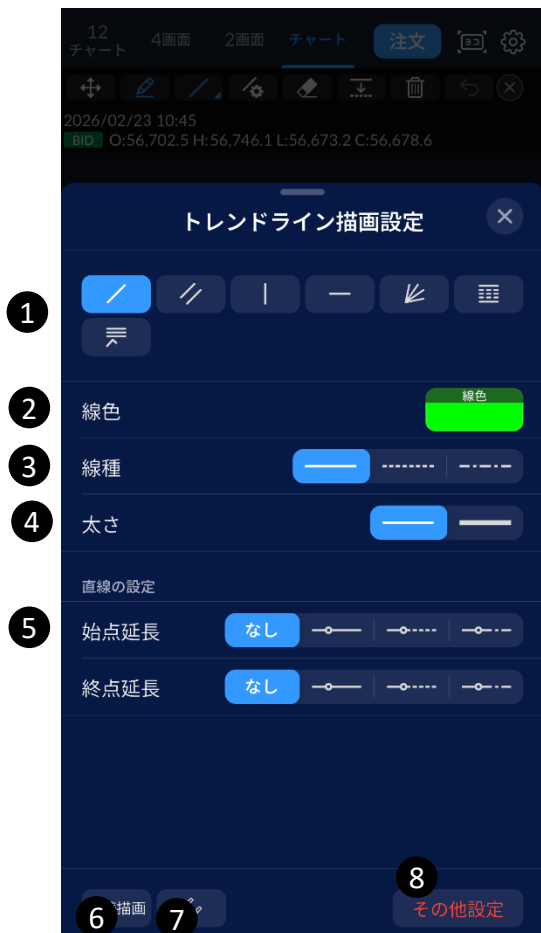 12
チャート
4画面
2画面
チャート
注文
2026/02/23 10:45
BID O:56,702.5 H:56,746.1 L:56,673.2 C:56,678.6
トレンドライン描画設定
1
2
線色
線色
3
線種
4
太さ
直線の設定
5
始点延長
なし
終点延長
なし
8
6
描画
7
その他設定